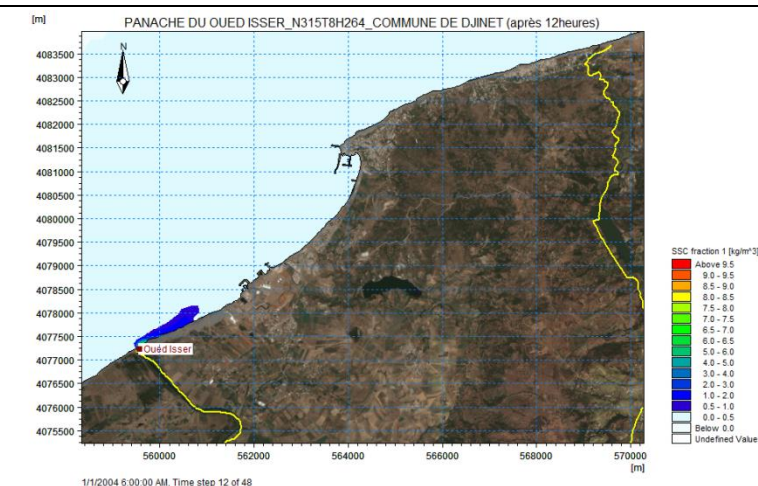 [m]
PANACHE DU OUED ISSER_N315T8H264_COMMUNE DE DJINET (après 12heures)
N
4083500
4083000
4082500
4082000
4081500
4081000
4080500
4080000
4079500
4079000
4078500
4078000
4077500
4077000
4076500
4076000
4075500
Ouèd Isser
560000
562000
564000
566000
568000
570000
[m]
1/1/2004 6:00:00 AM, Time step 12 of 48
SSC fraction 1 [kg/m^3]
Above 9.5
9.0 - 9.5
8.5 - 9.0
8.0 - 8.5
7.5 - 8.0
7.0 - 7.5
6.5 - 7.0
6.0 - 6.5
5.0 - 6.0
4.0 - 5.0
3.0 - 4.0
2.0 - 3.0
1.0 - 2.0
0.5 - 1.0
0.0 - 0.5
Below 0.0
Undefined Value